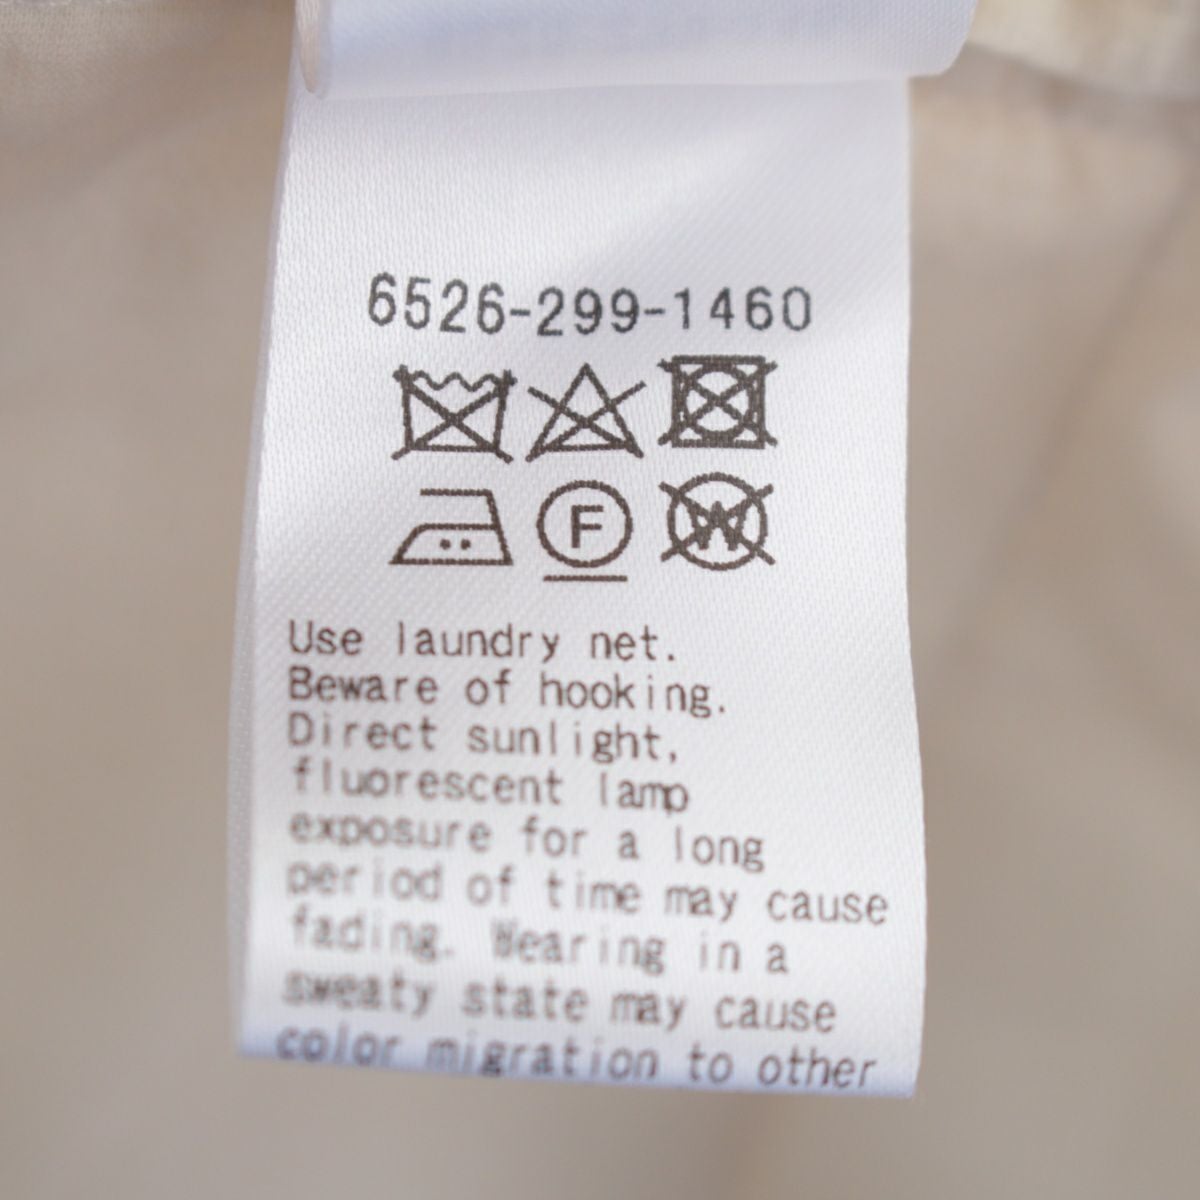 6526-299-1460
F W
Use laundry net.
Beware of hooking.
Direct sunlight,
fluorescent lamp
exposure for a long
period of time may cause
fading. Wearing in a
sweaty state may cause
color migration to other